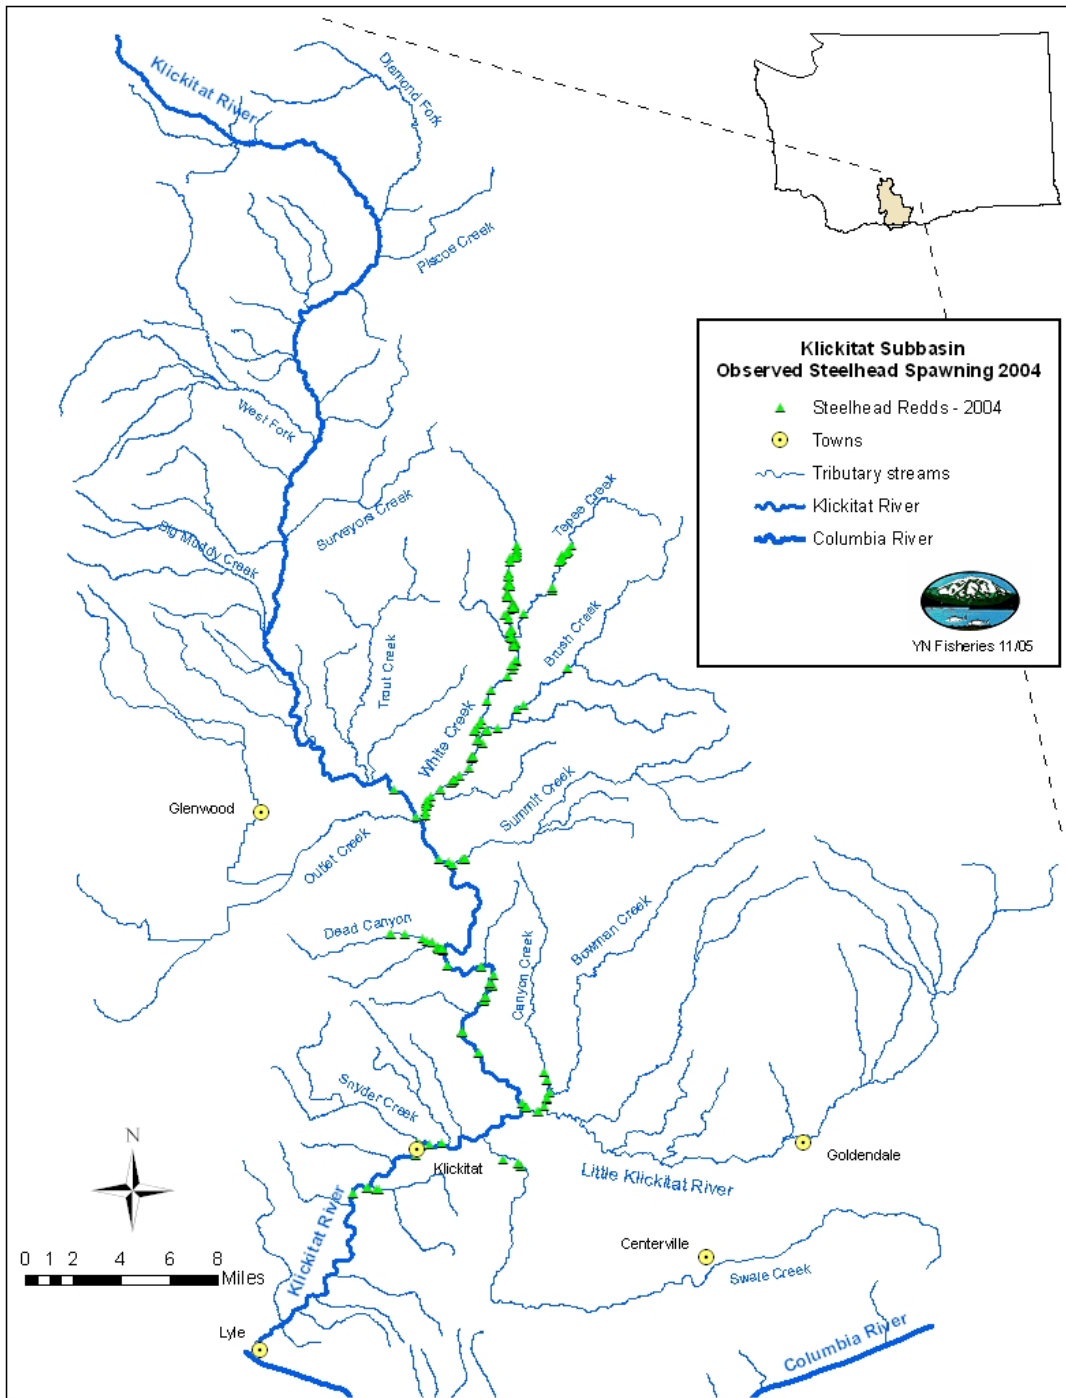 Klickitat River
Diamond Fork
Piscoe Creek
Klickitat Subbasin
Observed Steelhead Spawning 2004
Steelhead Redds - 2004
Towns
Tributary streams
Klickitat River
Columbia River
YN Fisheries 11/05
West Fork
Surveyors Creek
Big Muddy Creek
Tepee Creek
Brush Creek
Trout Creek
White Creek
Summit Creek
Glenwood
Outlet Creek
Dead Canyon
Canyon Creek
Bowman Creek
Snyder Creek
Klickitat
Little Klickitat River
Goldendale
N
Klickitat River
Centerville
Swale Creek
0 1 2 4 6 8
Miles
Lyle
Columbia River